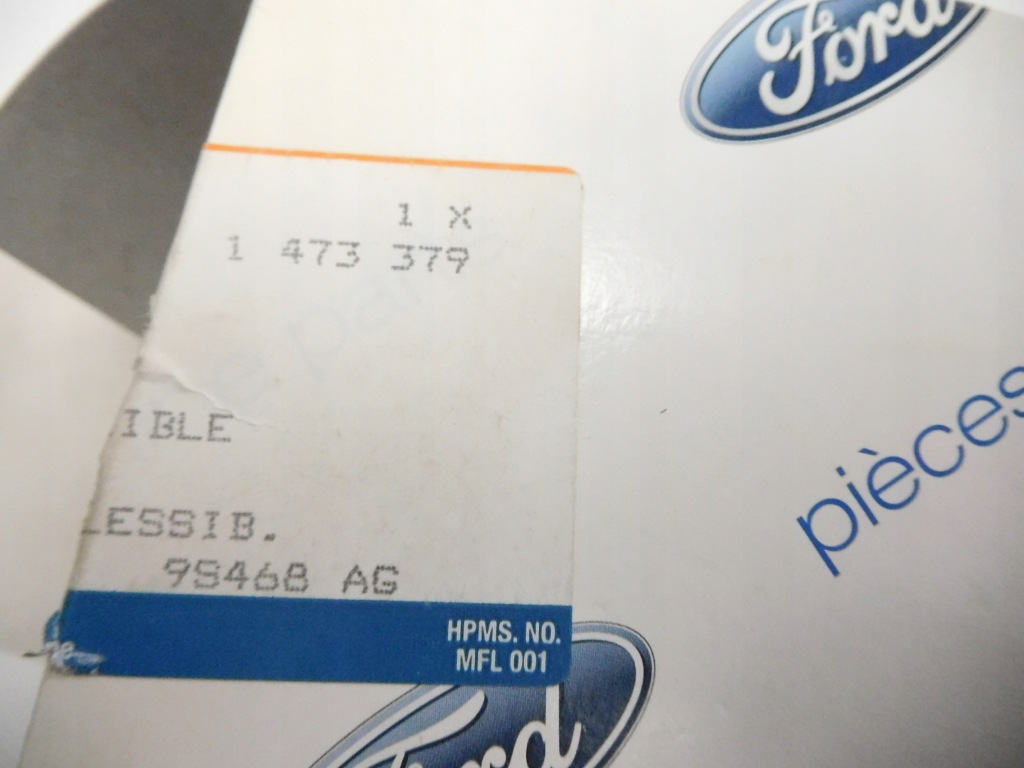 Ford
1 X
1 473 379
IBLE
LESSIB.
9S468 AG
HPMS. NO.
MFL 001
pièces
Ford